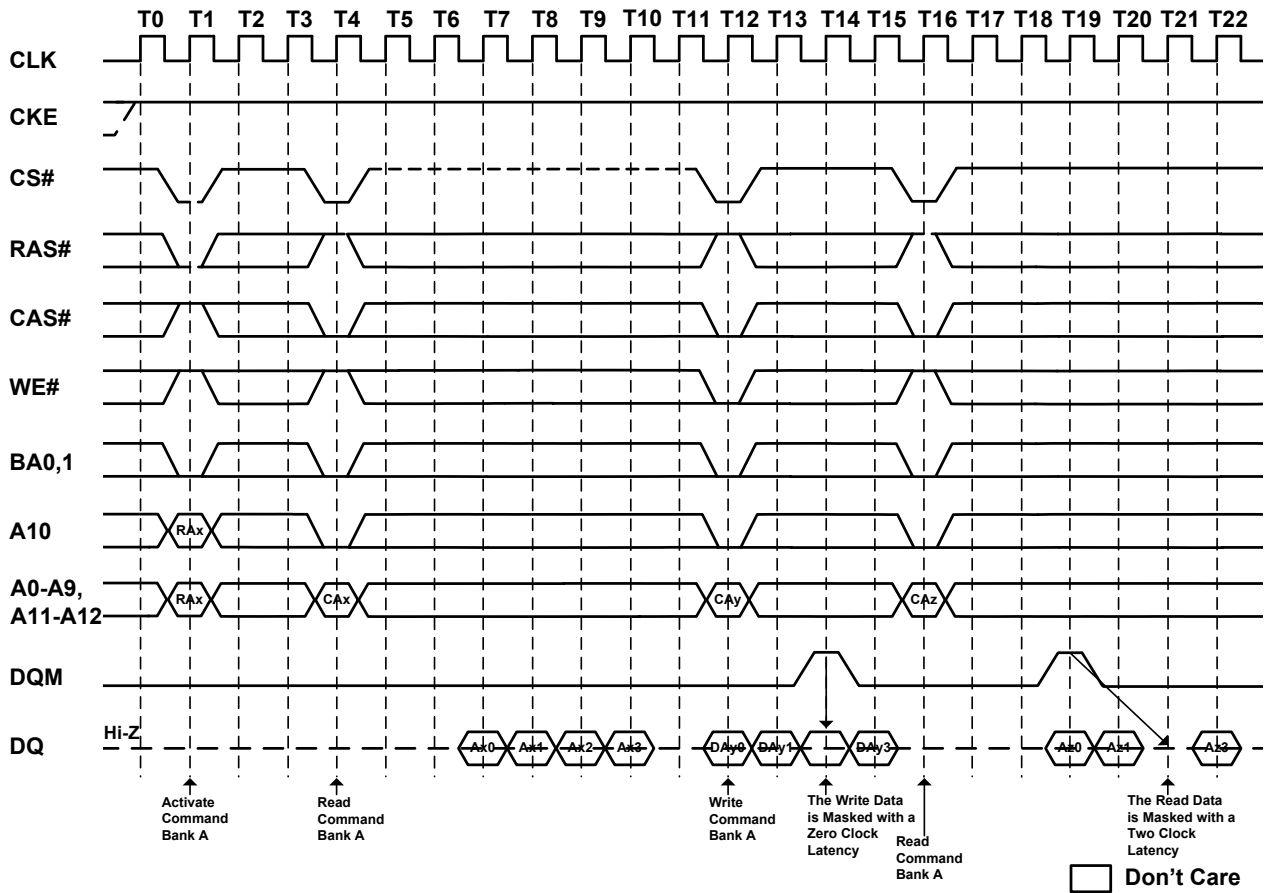 T0 T1 T2 T3 T4 T5 T6 T7 T8 T9 T10 T11 T12 T13 T14 T15 T16 T17 T18 T19 T20 T21 T22
CLK
CKE
CS#
RAS#
CAS#
WE#
BA0,1
A10
RAx
A0-A9,
A11-A12
RAx CAx CAy CAz
DQM
DQ
Hi-Z
Ax0 Ax1 Ax2 Ax3 DAy0 DAy1 DAy3 Az0 Az1 Az3
Activate
Command
Bank A
Read
Command
Bank A
Write
Command
Bank A
The Write Data
is Masked with a
Zero Clock
Latency
Read
Command
Bank A
The Read Data
is Masked with a
Two Clock
Latency
Don't Care